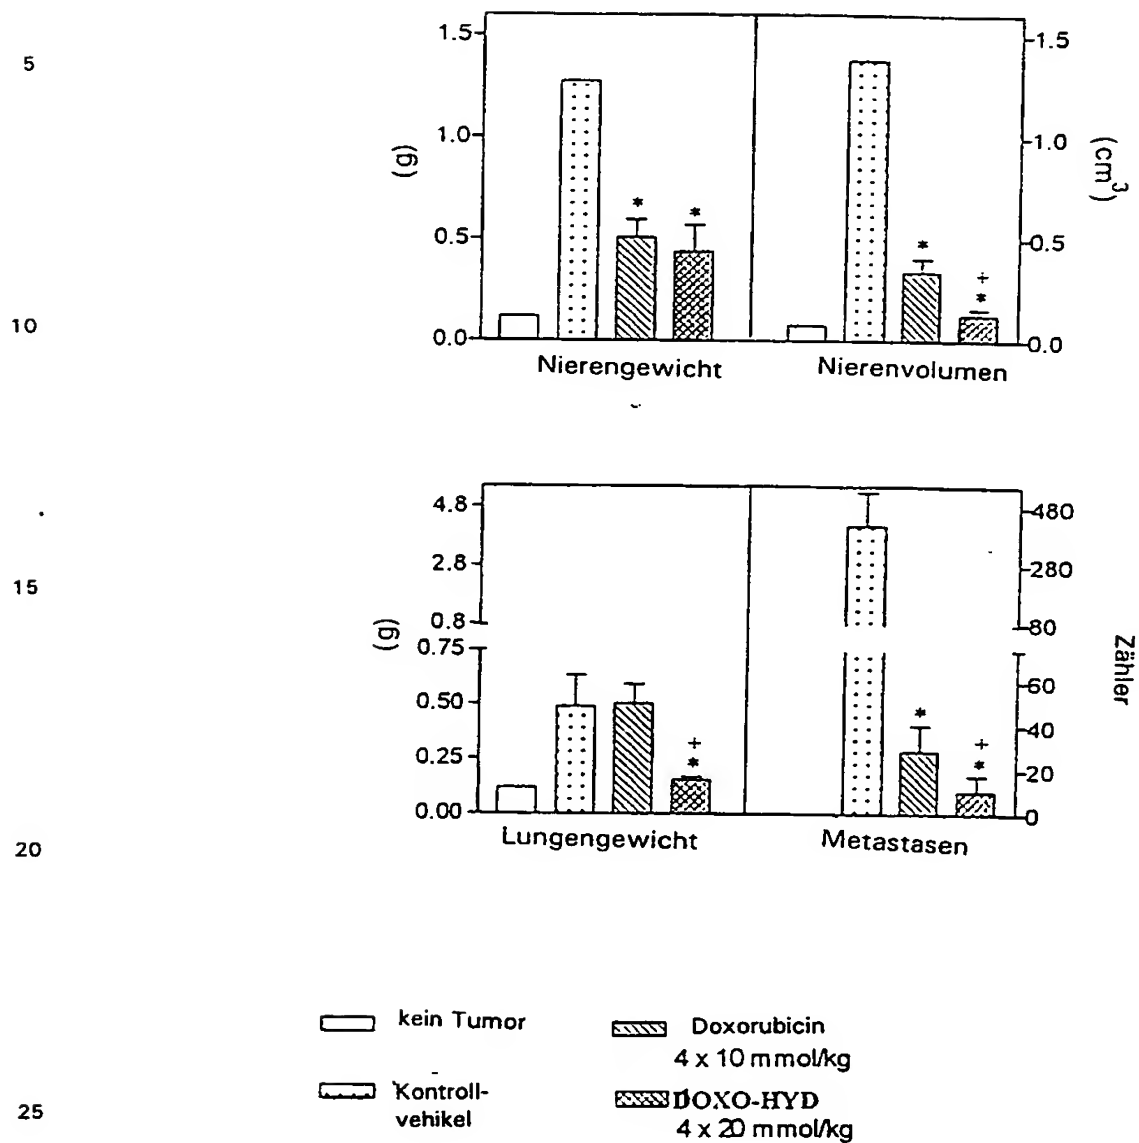 5
10
15
20
25
1.5
1.0
0.5
0.0
(g)
1.5
1.0
0.5
0.0
(cm³)
*
*
*
+
*
Nierengewicht
Nierenvolumen
4.8
2.8
0.8
0.75
0.50
0.25
0.00
(g)
480
280
80
60
40
20
0
Zähler
+
*
*
+
*
Lungengewicht
Metastasen
kein Tumor
Kontroll-
vehikel
Doxorubicin
4 x 10 mmol/kg
DOXO-HYD
4 x 20 mmol/kg